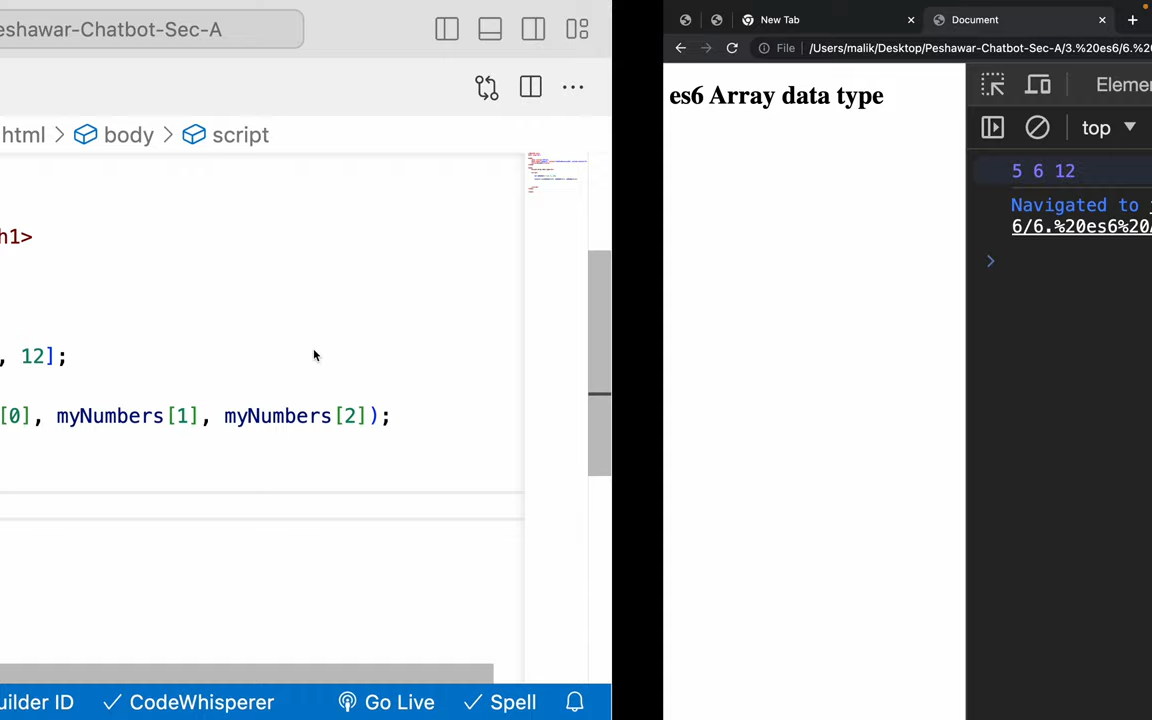 eshawar-Chatbot-Sec-A
html > body > script
h1>
, 12];
[0], myNumbers[1], myNumbers[2]);
uilder ID ✓ CodeWhisperer Go Live ✓ Spell
New Tab × Document × +
File /Users/malik/Desktop/Peshawar-Chatbot-Sec-A/3.%20es6/6.%20
es6 Array data type
Elemen
top
5 6 12
Navigated to
6/6.%20es6%20
>